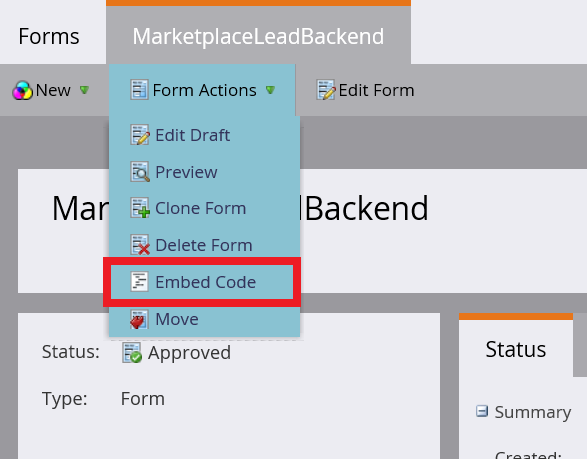 Forms MarketplaceLeadBackend
New Form Actions Edit Form
Edit Draft
Preview
Clone Form
Delete Form
Embed Code
Move
Mar Backend
Status: Approved
Type: Form
Status
Summary
Created: